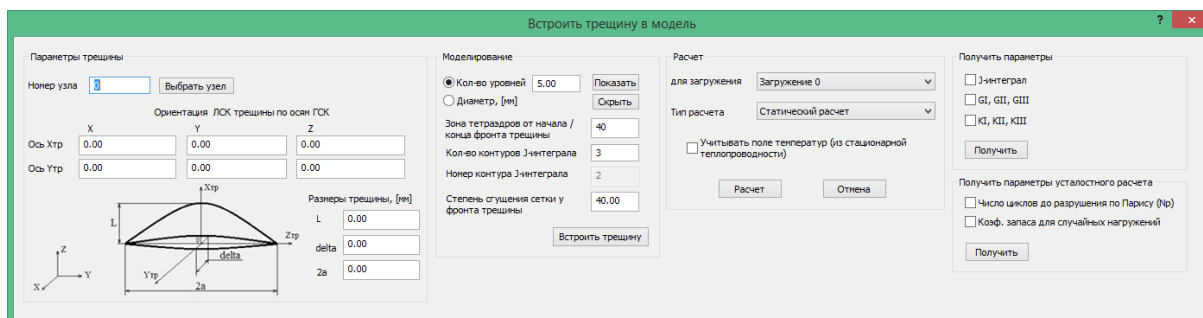 Встроить трещину в модель
? ×
Параметры трещины
Номер узла 0 Выбрать узел
Ориентация ЛСК трещины по осям ГСК
X Y Z
Ось Xтр 0.00 0.00 0.00
Ось Yтр 0.00 0.00 0.00
Xтр
L
Zтр
0
delta
Yтр
2a
Z
Y
X
Размеры трещины, [мм]
L 0.00
delta 0.00
2a 0.00
Моделирование
Кол-во уровней 5.00 Показать
Диаметр, [мм] Скрыть
Зона тетраэдров от начала /
конца фронта трещины 40
Кол-во контуров J-интеграла 3
Номер контура J-интеграла 2
Степень сгущения сетки у
фронта трещины 40.00
Встроить трещину
Расчет
для загружения Загружение 0
Тип расчета Статический расчет
Учитывать поле температур (из стационарной
теплопроводности)
Расчет Отмена
Получить параметры
J-интеграл
GI, GII, GIII
KI, KII, KIII
Получить
Получить параметры усталостного расчета
Число циклов до разрушения по Парису (Np)
Коэф. запаса для случайных нагружений
Получить